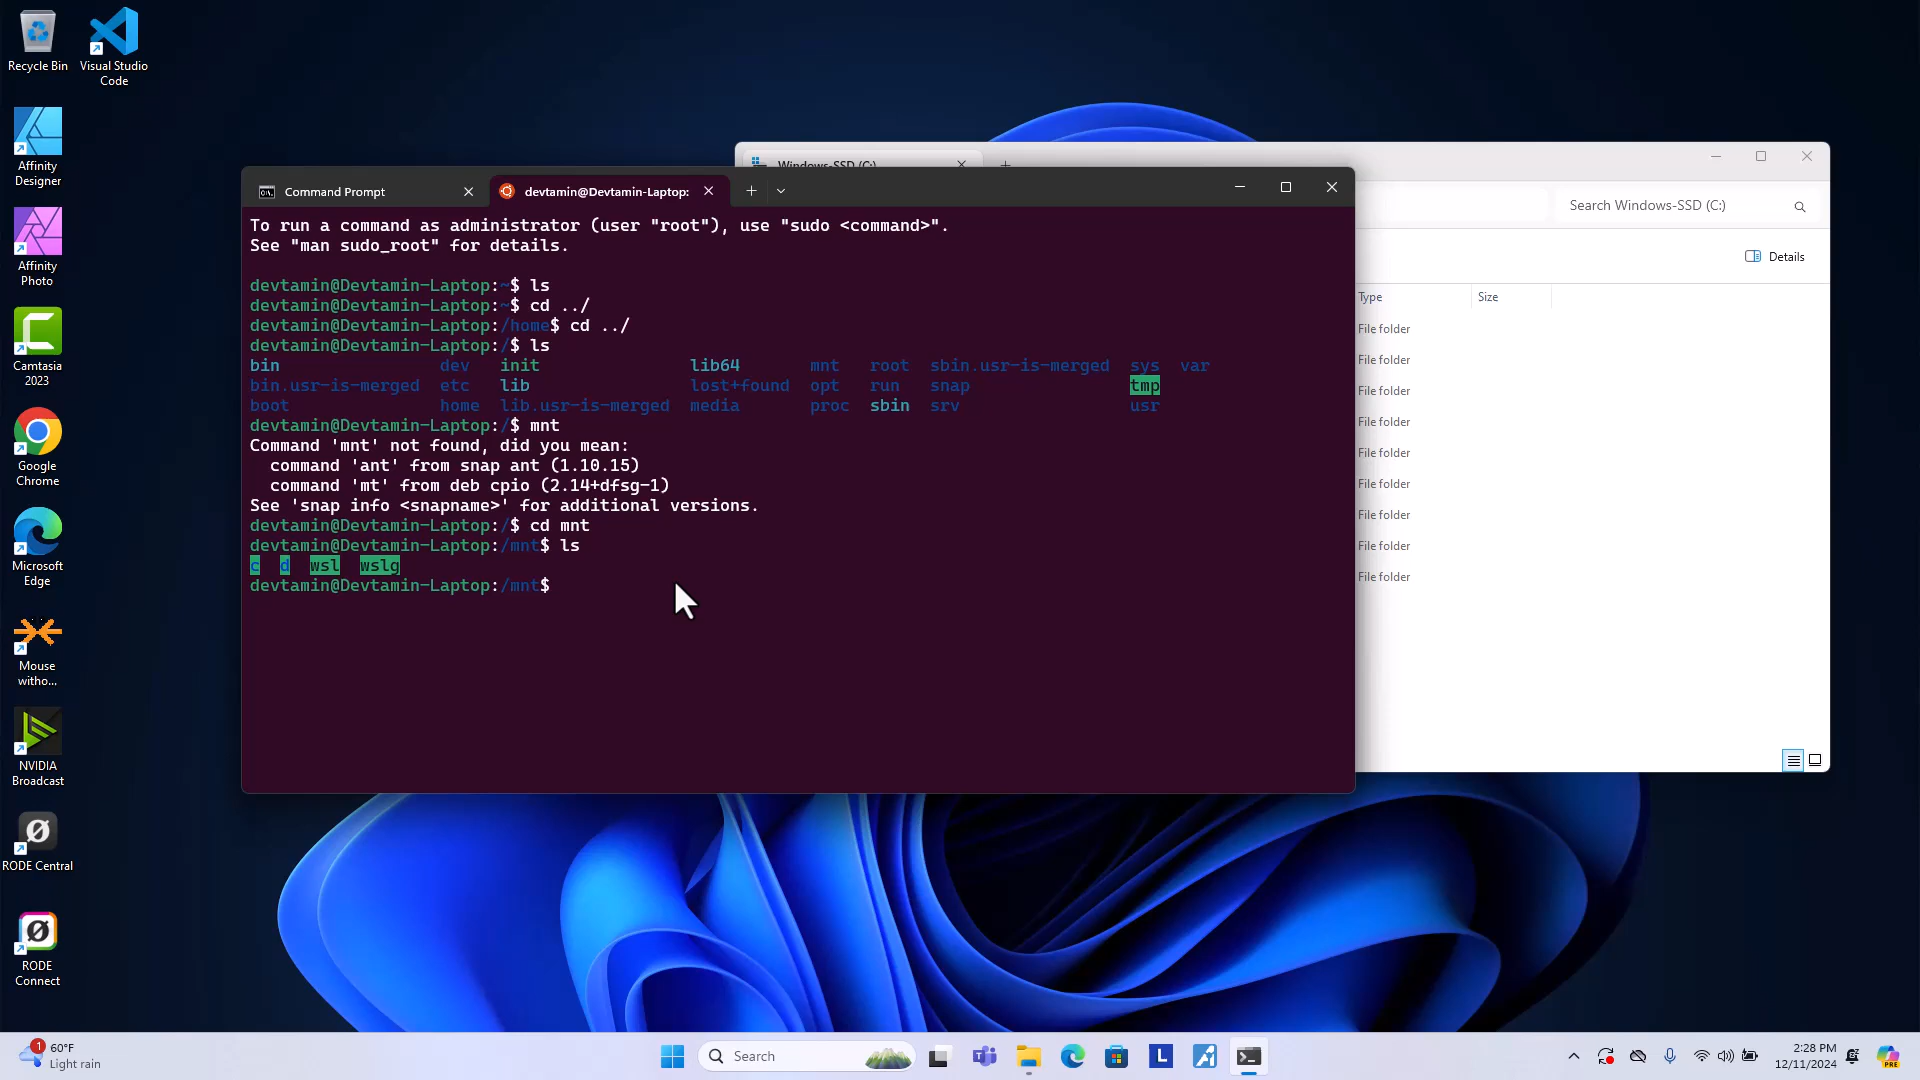 Recycle Bin
Visual Studio
Code
Affinity
Designer
Affinity
Photo
Camtasia
2023
Google
Chrome
Microsoft
Edge
Mouse
witho...
NVIDIA
Broadcast
RODE Central
RODE
Connect
Windows-SSD (C:)
Search Windows-SSD (C:)
Details
Type
Size
File folder
File folder
File folder
File folder
File folder
File folder
File folder
File folder
File folder
Command Prompt
devtamin@Devtamin-Laptop:
To run a command as administrator (user "root"), use "sudo <command>".
See "man sudo_root" for details.
devtamin@Devtamin-Laptop:~$ ls
devtamin@Devtamin-Laptop:~$ cd ../
devtamin@Devtamin-Laptop:/home$ cd ../
devtamin@Devtamin-Laptop:/$ ls
bin dev init lib64 mnt root sbin.usr-is-merged sys var
bin.usr-is-merged etc lib lost+found opt run snap tmp
boot home lib.usr-is-merged media proc sbin srv usr
devtamin@Devtamin-Laptop:/$ mnt
Command 'mnt' not found, did you mean:
command 'ant' from snap ant (1.10.15)
command 'mt' from deb cpio (2.14+dfsg-1)
See 'snap info <snapname>' for additional versions.
devtamin@Devtamin-Laptop:/$ cd mnt
devtamin@Devtamin-Laptop:/mnt$ ls
c d wsl wslg
devtamin@Devtamin-Laptop:/mnt$
1
60°F
Light rain
Search
L
2:28 PM
12/11/2024
PRE